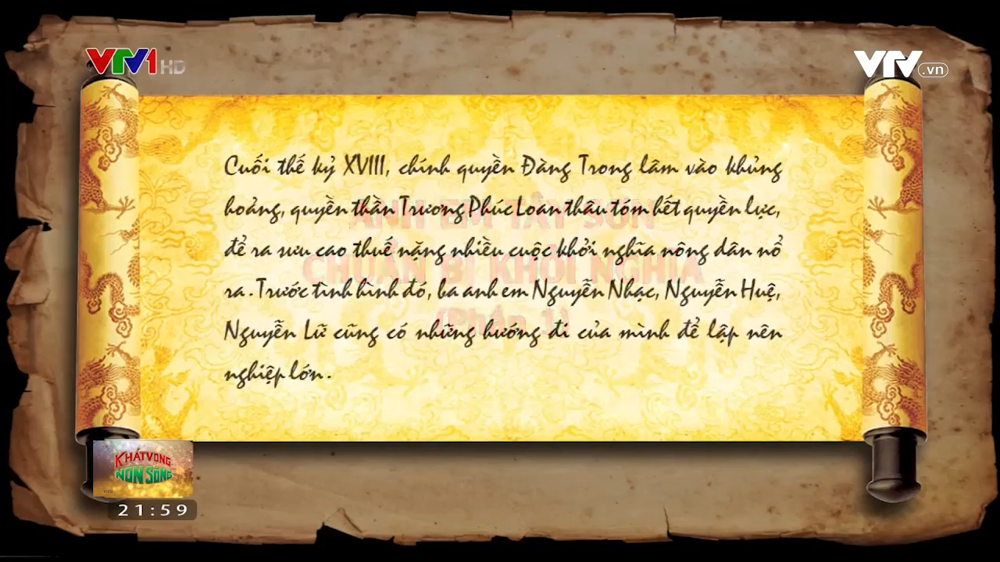 VTV1 HD
VTV.vn
Cuối thế kỷ XVIII, chính quyền Đàng Trong lâm vào khủng
hoảng, quyền thần Trương Phúc Loan thâu tóm hết quyền lực,
để ra sưu cao thuế nặng nhiều cuộc khởi nghĩa nông dân nổ
ra. Trước tình hình đó, ba anh em Nguyễn Nhạc, Nguyễn Huệ,
Nguyễn Lữ cũng có những hướng đi của mình để lập nên
nghiệp lớn.
ANH EM TÂY SƠN
CHUẨN BỊ KHỞI NGHĨA
(Phần 1)
KHÁT VỌNG
NON SÔNG
21:59